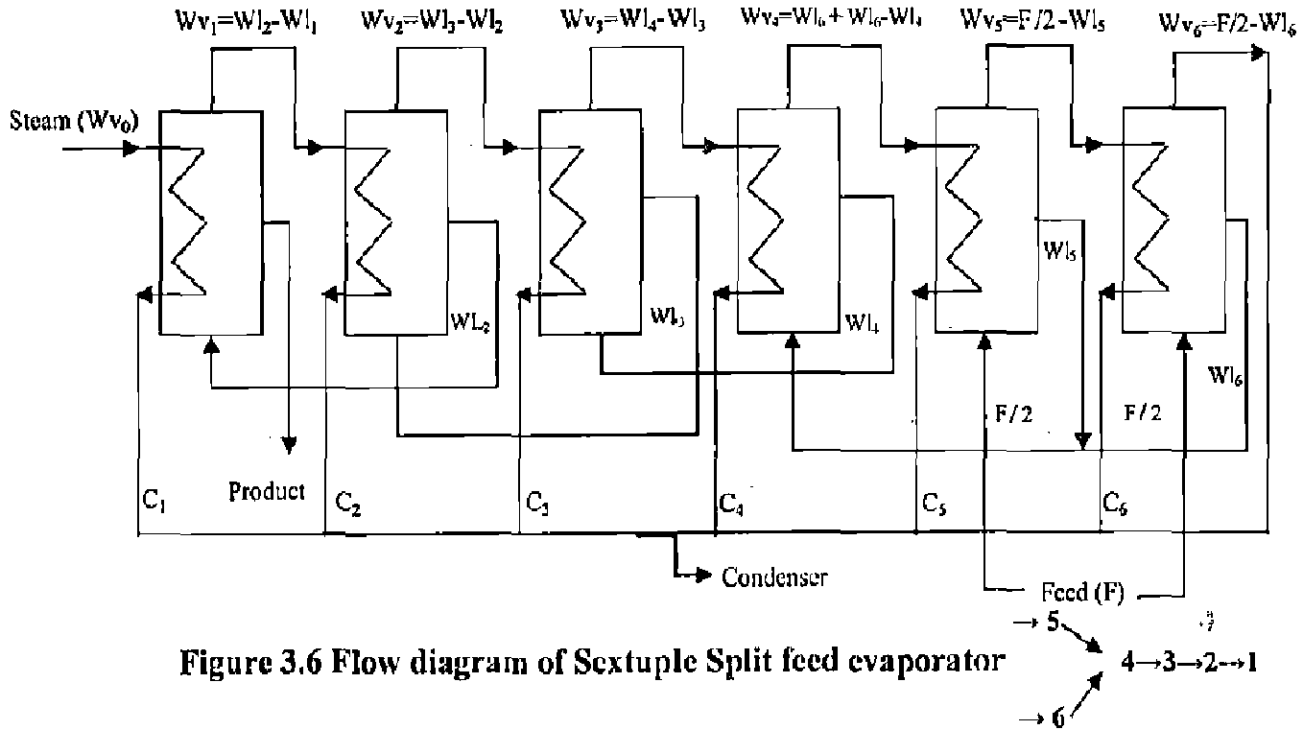 Wv₁=Wl₂-Wl₁ Wv₂=Wl₃-Wl₂ Wv₃=Wl₄-Wl₃ Wv₄=Wl₆+Wl₆-Wl₄ Wv₅=F/2-Wl₅ Wv₆=F/2-Wl₆
Steam (Wv₀)
Wl₅
WL₂ Wl₃ Wl₄
Wl₆
F/2 F/2
Product
C₁ C₂ C₃ C₄ C₅ C₆
Condenser
Feed (F)
→ 5
Figure 3.6 Flow diagram of Sextuple Split feed evaporator 4→3→2→1
→ 6